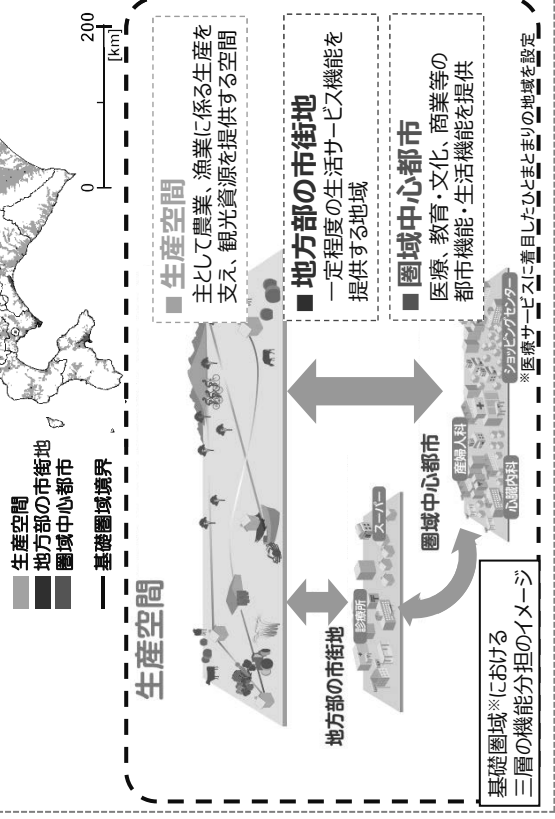 0
200
[km]
生産空間
地方部の市街地
圏域中心都市
基礎圏域境界
生産空間
■ 生産空間
主として農業、漁業に係る生産を
支え、観光資源を提供する空間
地方部の市街地
診療所
スーパー
■ 地方部の市街地
一定程度の生活サービス機能を
提供する地域
圏域中心都市
産婦人科
心臓内科
ショッピングセンター
■ 圏域中心都市
医療、教育・文化、商業等の
都市機能・生活機能を提供
基礎圏域※における
三層の機能分担のイメージ
※医療サービスに着目したひとまとまりの地域を設定